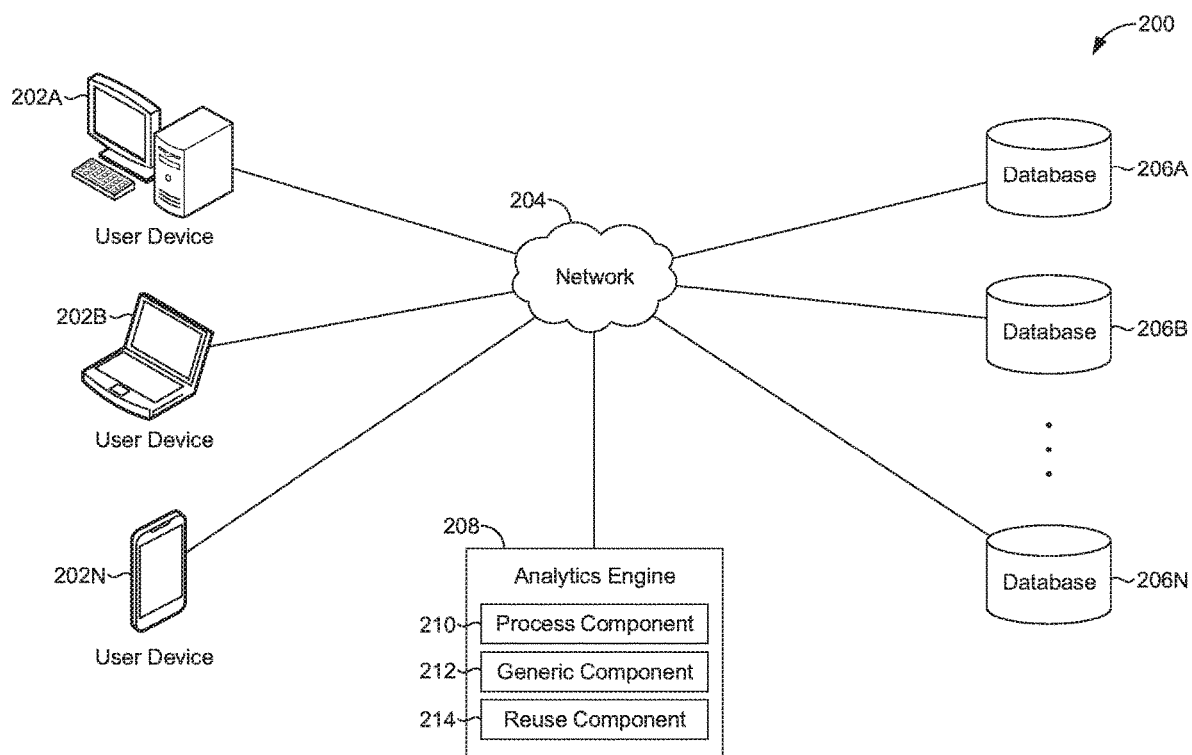 200
202A
User Device
204
Network
Database
206A
202B
User Device
Database
206B
202N
User Device
208
Analytics Engine
210
Process Component
212
Generic Component
214
Reuse Component
Database
206N